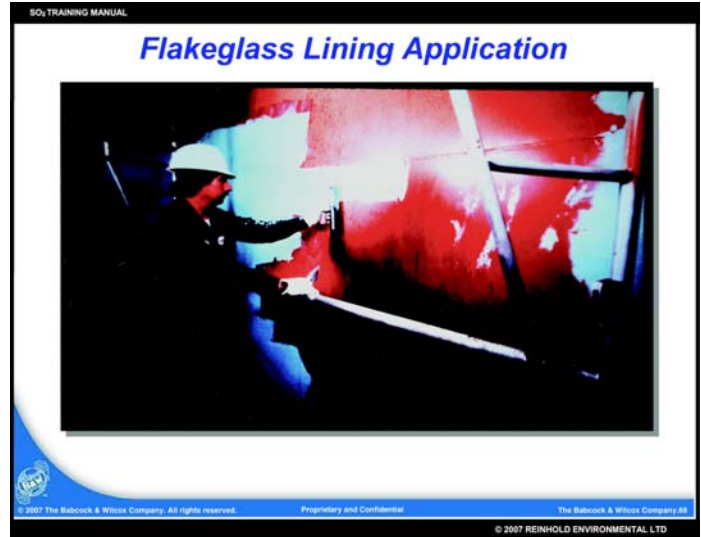 SO₂ TRAINING MANUAL
Flakeglass Lining Application
B&W
© 2007 The Babcock & Wilcox Company. All rights reserved. Proprietary and Confidential The Babcock & Wilcox Company.68
© 2007 REINHOLD ENVIRONMENTAL LTD